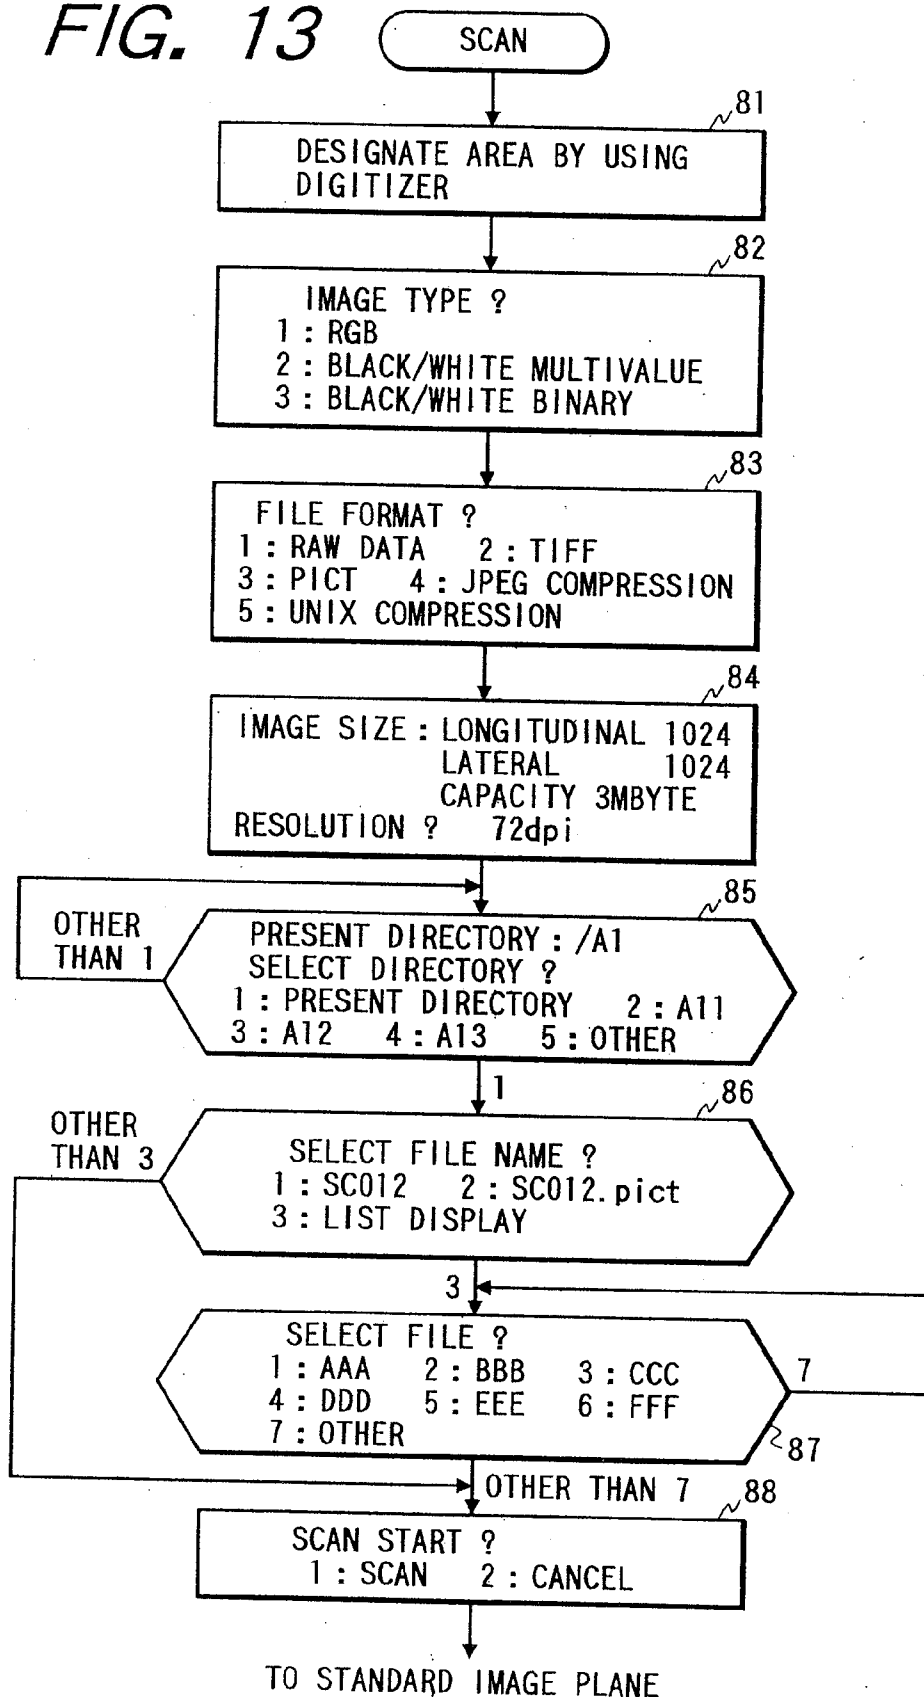 FIG. 13
SCAN
81
DESIGNATE AREA BY USING
DIGITIZER
82
IMAGE TYPE ?
1 : RGB
2 : BLACK/WHITE MULTIVALUE
3 : BLACK/WHITE BINARY
83
FILE FORMAT ?
1 : RAW DATA 2 : TIFF
3 : PICT 4 : JPEG COMPRESSION
5 : UNIX COMPRESSION
84
IMAGE SIZE : LONGITUDINAL 1024
LATERAL 1024
CAPACITY 3MBYTE
RESOLUTION ? 72dpi
85
OTHER
THAN 1
PRESENT DIRECTORY : /A1
SELECT DIRECTORY ?
1 : PRESENT DIRECTORY 2 : A11
3 : A12 4 : A13 5 : OTHER
1
86
OTHER
THAN 3
SELECT FILE NAME ?
1 : SC012 2 : SC012.pict
3 : LIST DISPLAY
3
SELECT FILE ?
1 : AAA 2 : BBB 3 : CCC
4 : DDD 5 : EEE 6 : FFF
7 : OTHER
7
87
OTHER THAN 7
88
SCAN START ?
1 : SCAN 2 : CANCEL
TO STANDARD IMAGE PLANE